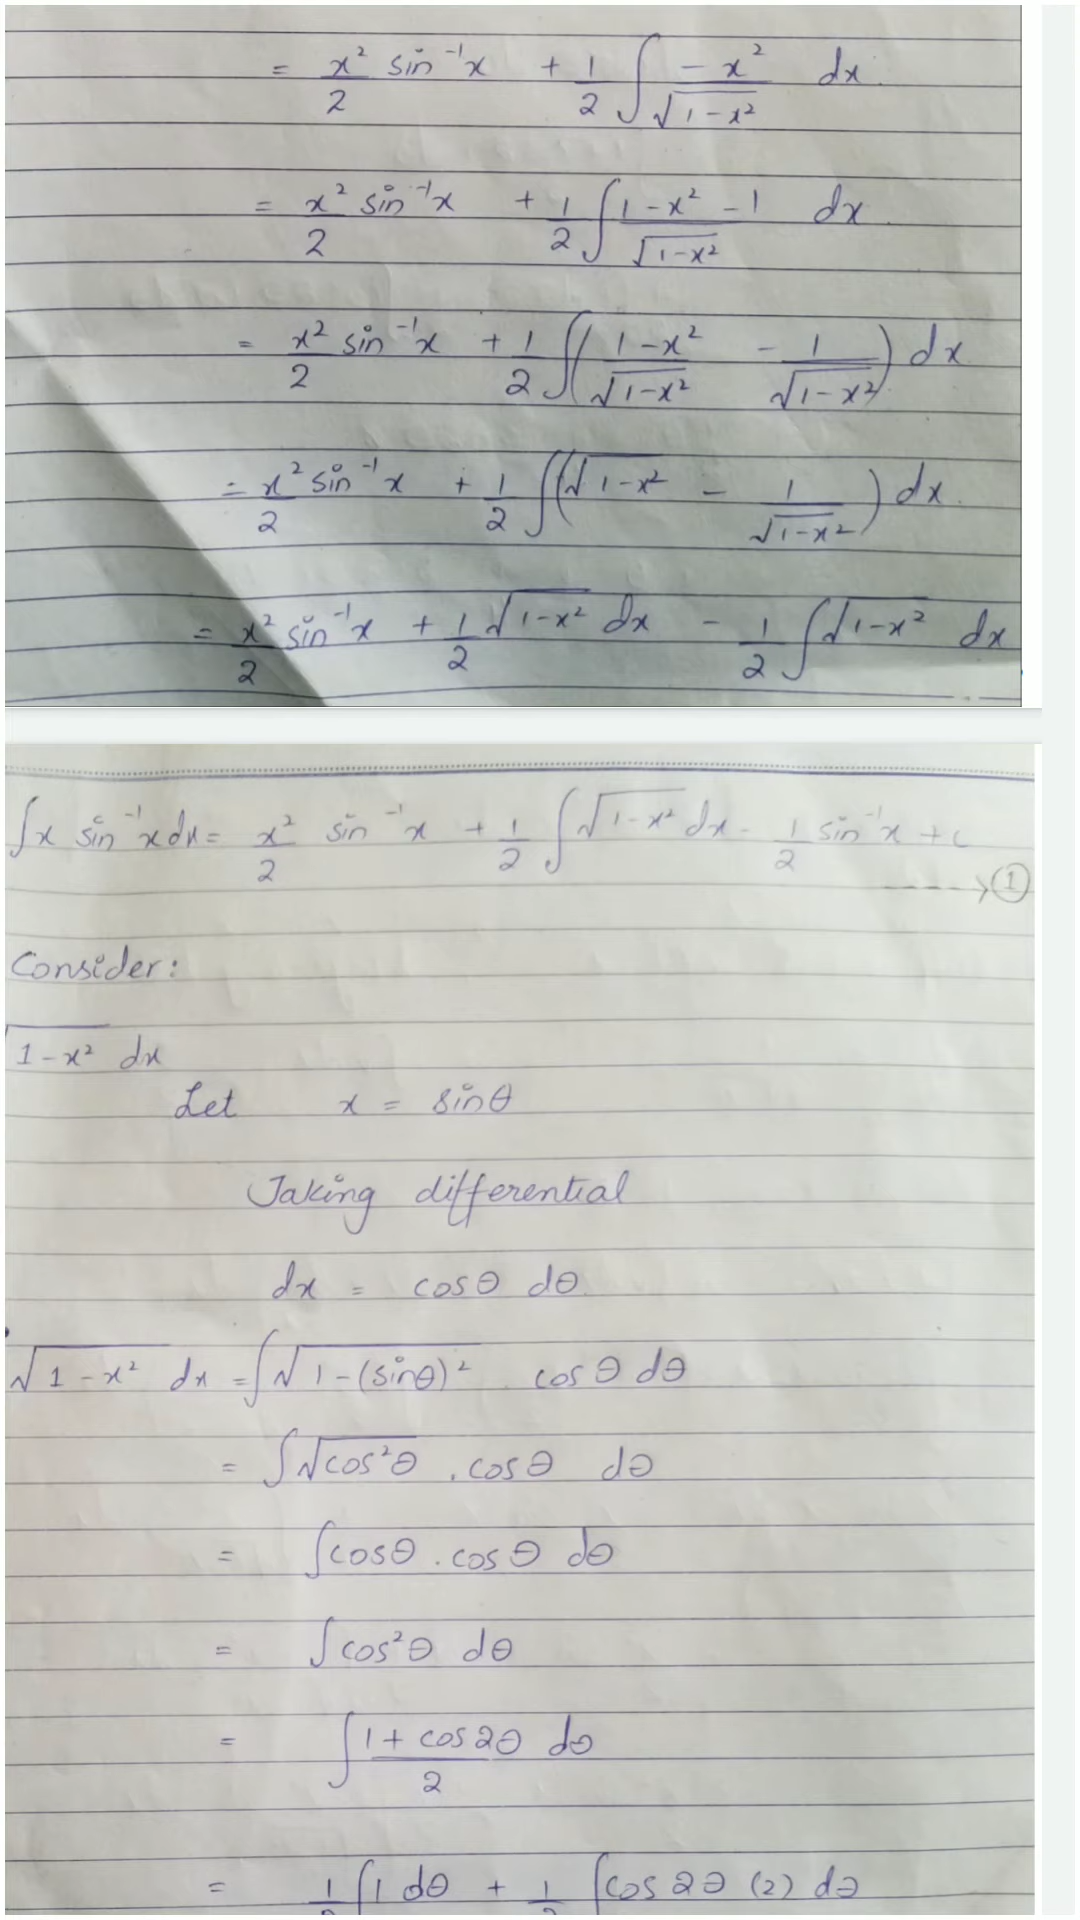 = x²/2 sin⁻¹x + 1/2 ∫ -x²/√(1-x²) dx.
= x²/2 sin⁻¹x + 1/2 ∫ (1-x²-1)/√(1-x²) dx.
= x²/2 sin⁻¹x + 1/2 ∫((1-x²)/√(1-x²) - 1/√(1-x²)) dx
= x²/2 sin⁻¹x + 1/2 ∫(√(1-x²) - 1/√(1-x²)) dx.
= x²/2 sin⁻¹x + 1/2 √(1-x²) dx - 1/2 ∫√(1-x²) dx
∫x sin⁻¹x dx = x²/2 sin⁻¹x + 1/2 ∫√(1-x²) dx - 1/2 sin⁻¹x + c
----→ ①
Consider:
√(1-x²) dx
Let x = sinθ
Taking differential
dx = cosθ dθ.
√(1-x²) dx = ∫√(1-(sinθ)²) cosθ dθ
= ∫√(cos²θ) . cosθ dθ
= ∫cosθ . cosθ dθ
= ∫cos²θ dθ
= ∫(1 + cos2θ)/2 dθ
= 1/2 ∫1 dθ + 1/2 ∫cos2θ (2) dθ